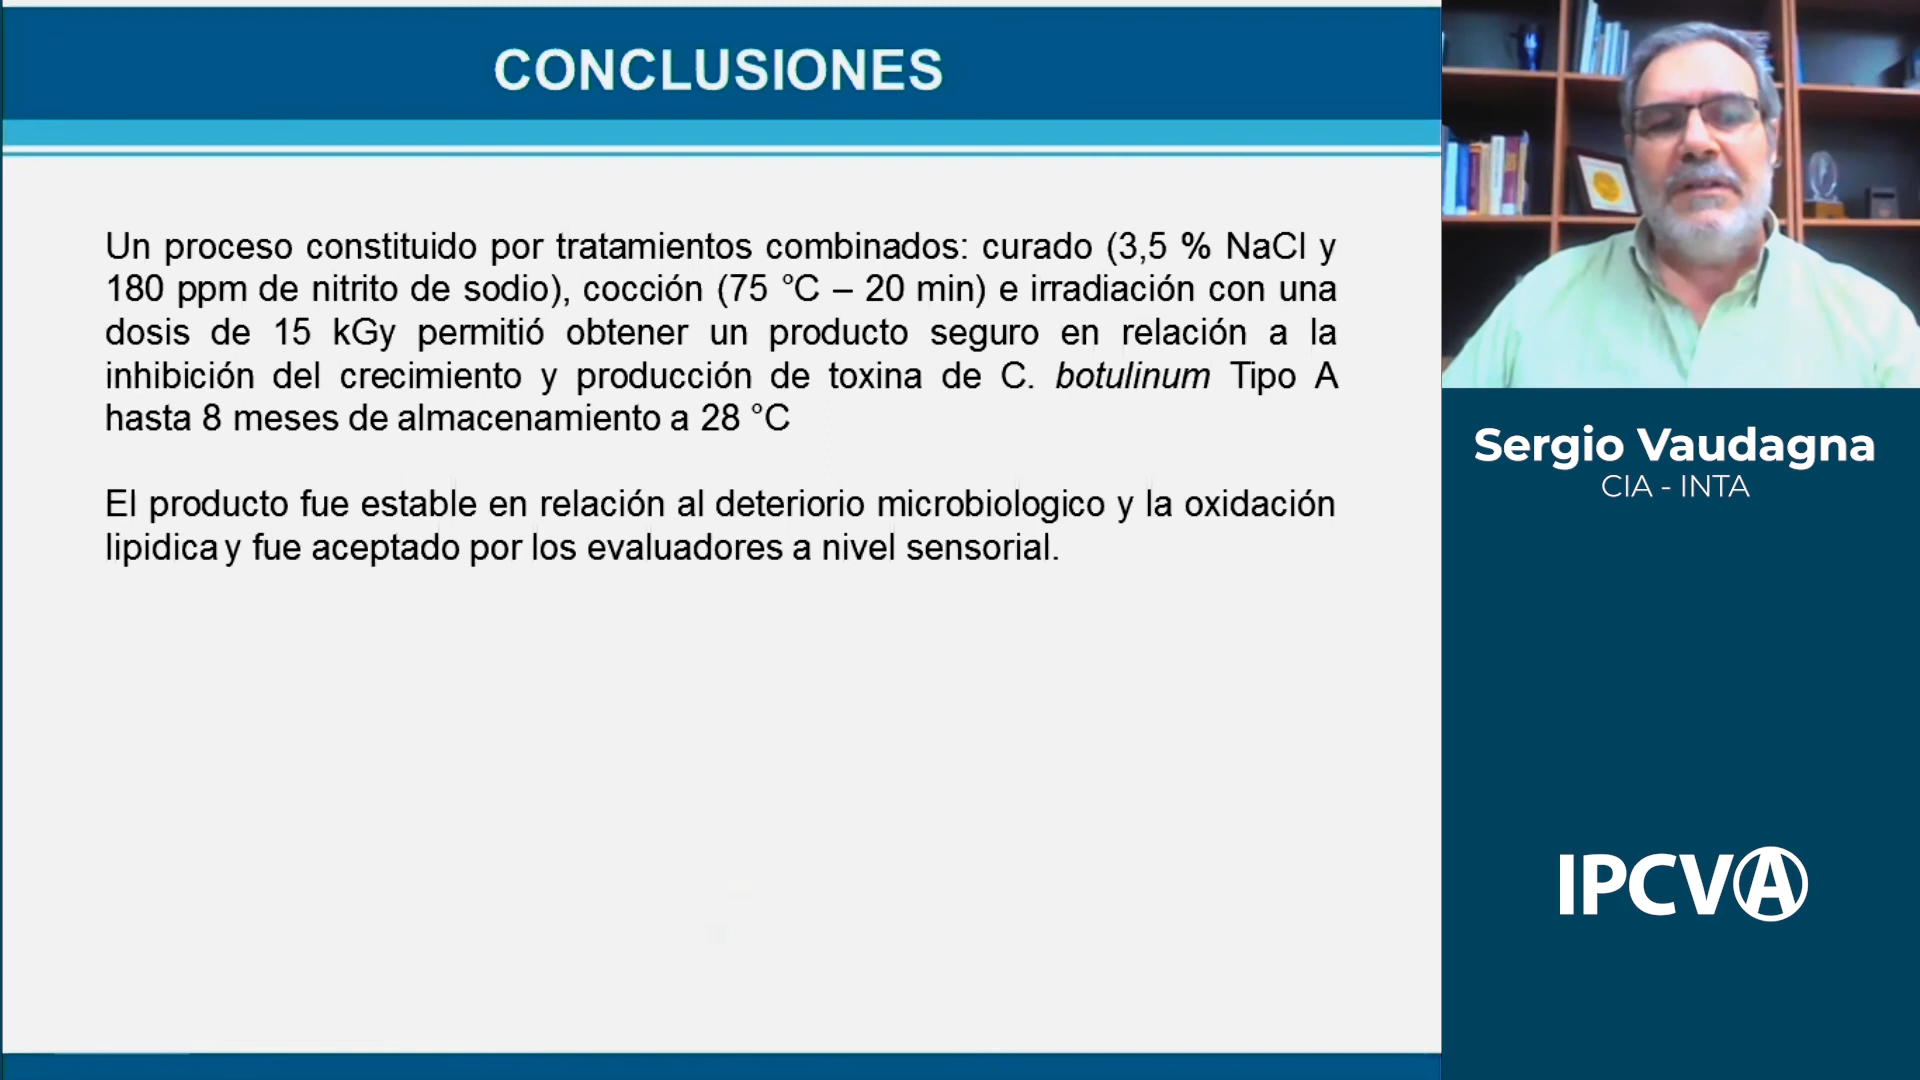 CONCLUSIONES
Un proceso constituido por tratamientos combinados: curado (3,5 % NaCl y
180 ppm de nitrito de sodio), cocción (75 °C – 20 min) e irradiación con una
dosis de 15 kGy permitió obtener un producto seguro en relación a la
inhibición del crecimiento y producción de toxina de C. botulinum Tipo A
hasta 8 meses de almacenamiento a 28 °C
El producto fue estable en relación al deteriorio microbiologico y la oxidación
lipidica y fue aceptado por los evaluadores a nivel sensorial.
Sergio Vaudagna
CIA - INTA
IPCVA